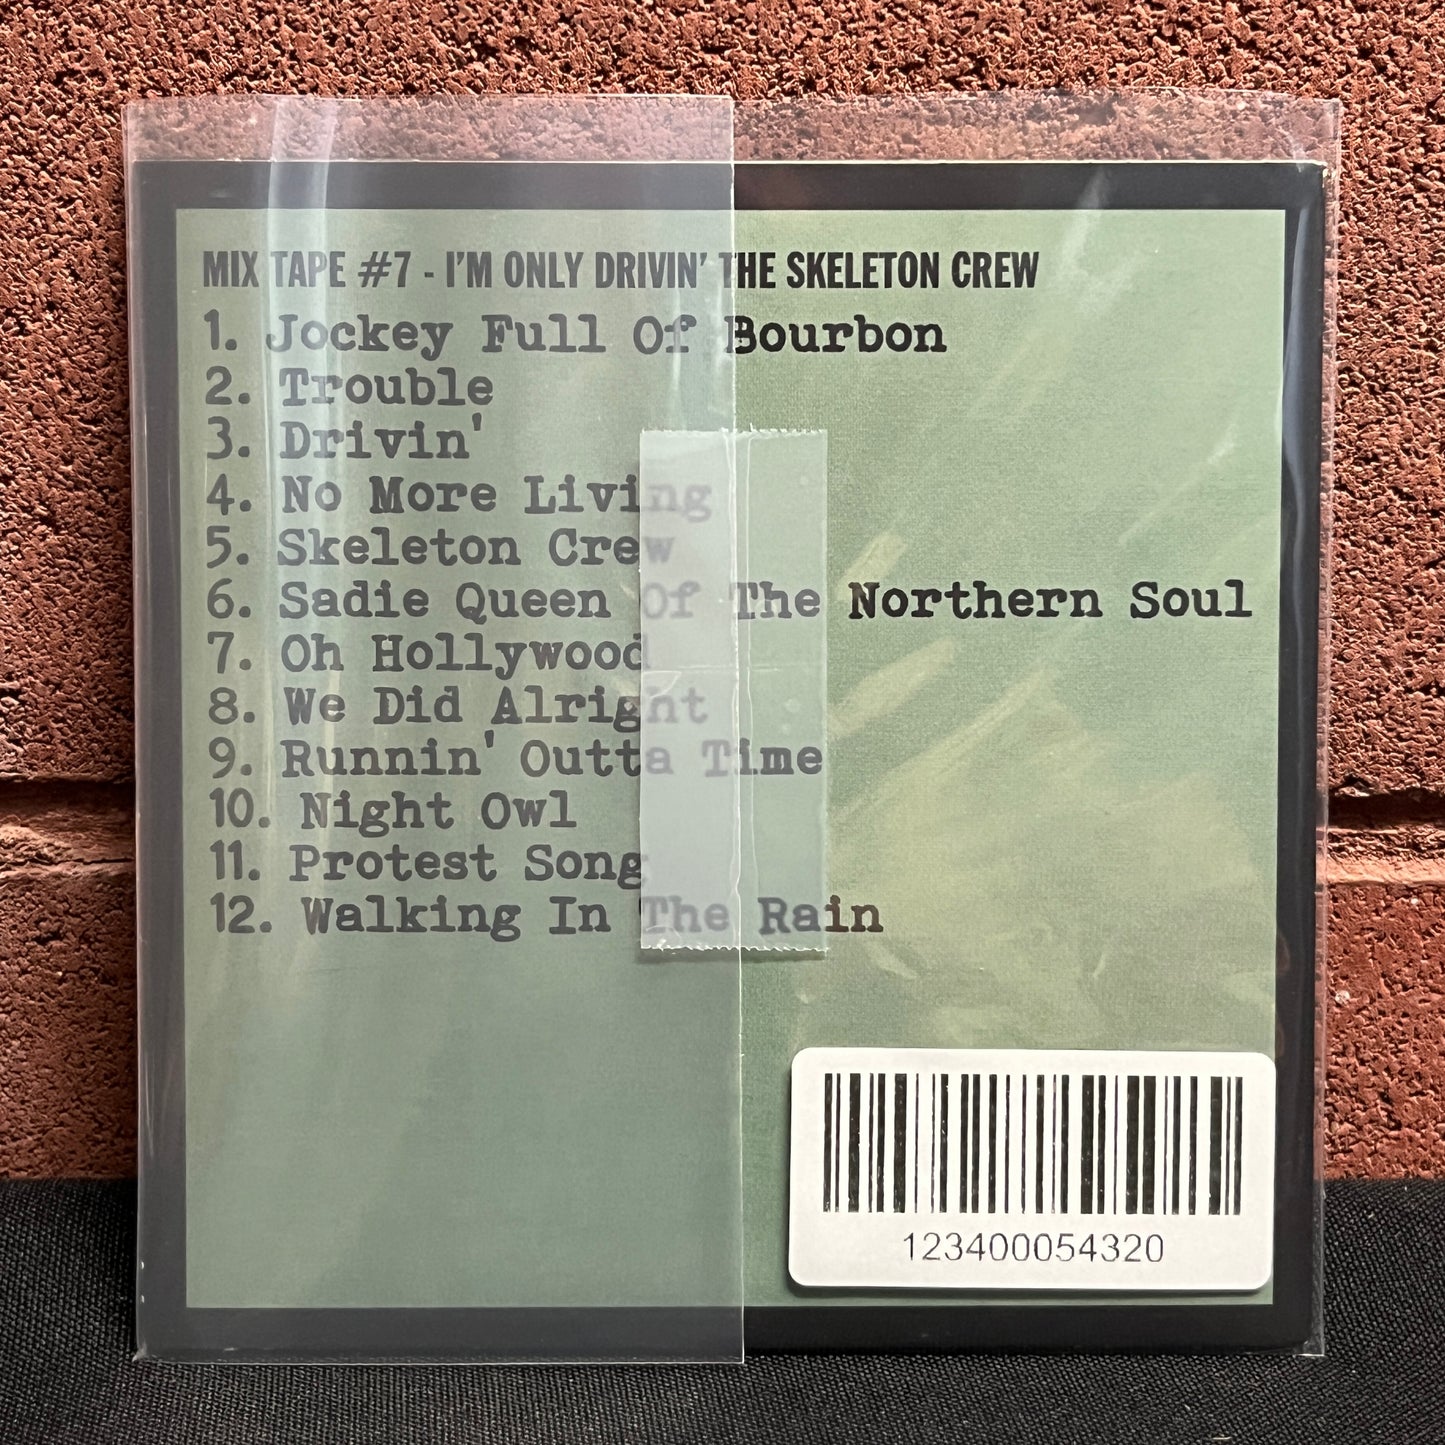 MIX TAPE #7 - I'M ONLY DRIVIN' THE SKELETON CREW
1. Jockey Full Of Bourbon
2. Trouble
3. Drivin'
4. No More Living
5. Skeleton Crew
6. Sadie Queen Of The Northern Soul
7. Oh Hollywood
8. We Did Alright
9. Runnin' Outta Time
10. Night Owl
11. Protest Song
12. Walking In The Rain
123400054320